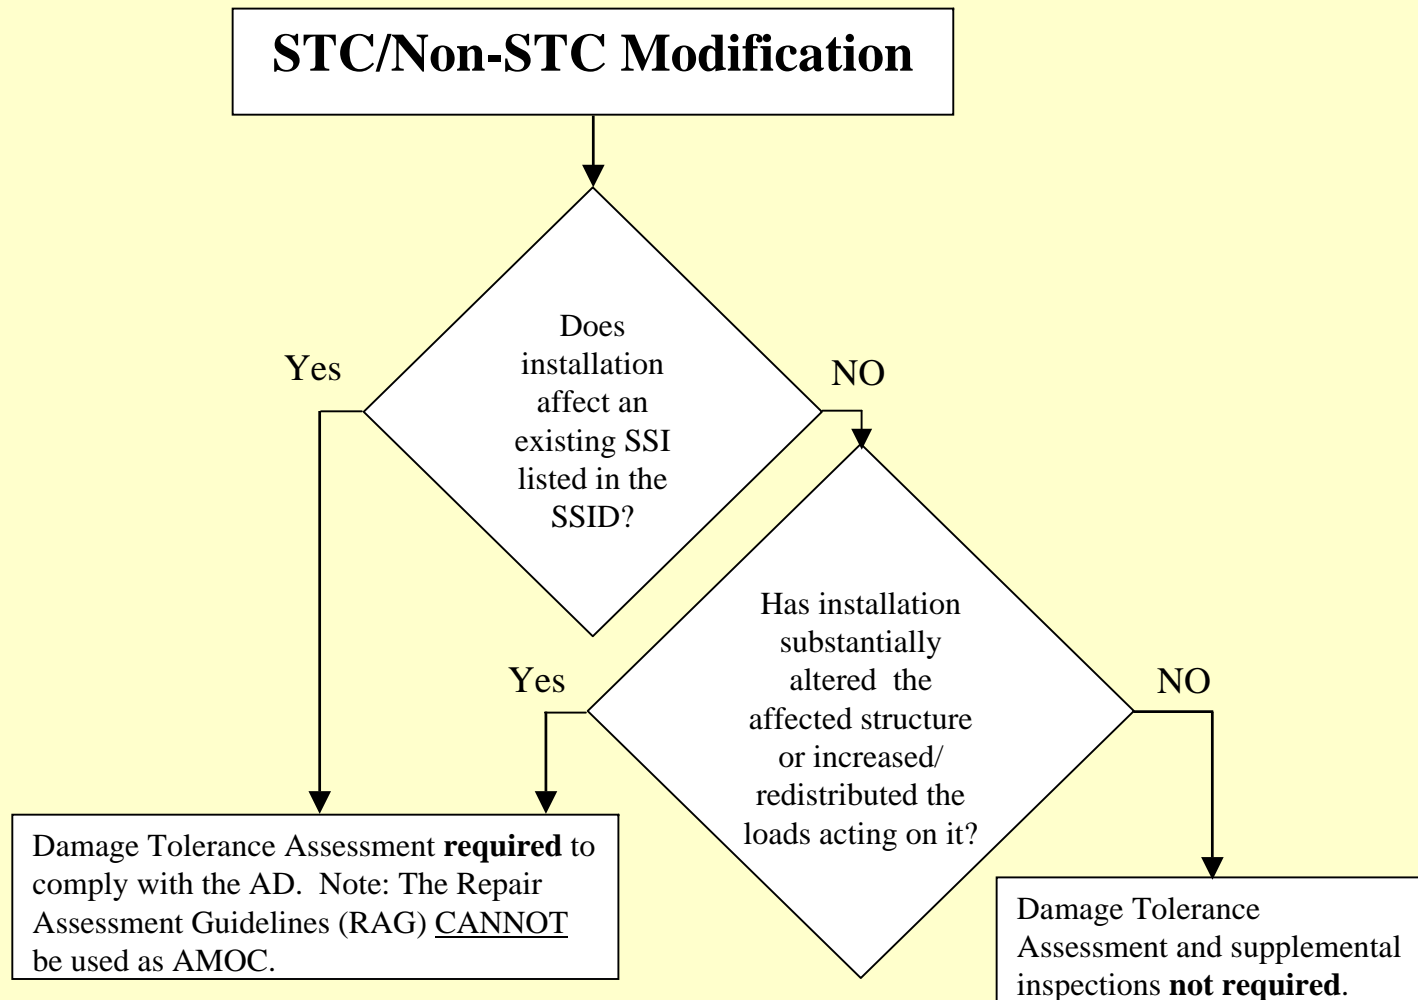 STC/Non-STC Modification
Does
installation
affect an
existing SSI
listed in the
SSID?
Yes
NO
Has installation
substantially
altered  the
affected structure
or increased/
redistributed the
loads acting on it?
Yes
NO
Damage Tolerance Assessment required to
comply with the AD.  Note: The Repair
Assessment Guidelines (RAG) CANNOT
be used as AMOC.
Damage Tolerance
Assessment and supplemental
inspections not required.